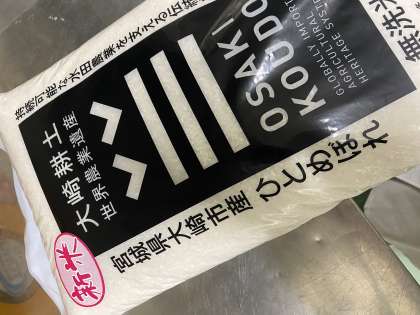 持続可能な水田農業を支える伝統
大崎耕土
世界農業遺産
OSAKI
KOUDO
GLOBALLY IMPORT
AGRICULTURAL
HERITAGE SYSTE
無洗米
宮城県大崎市産 ひとめぼれ
新米